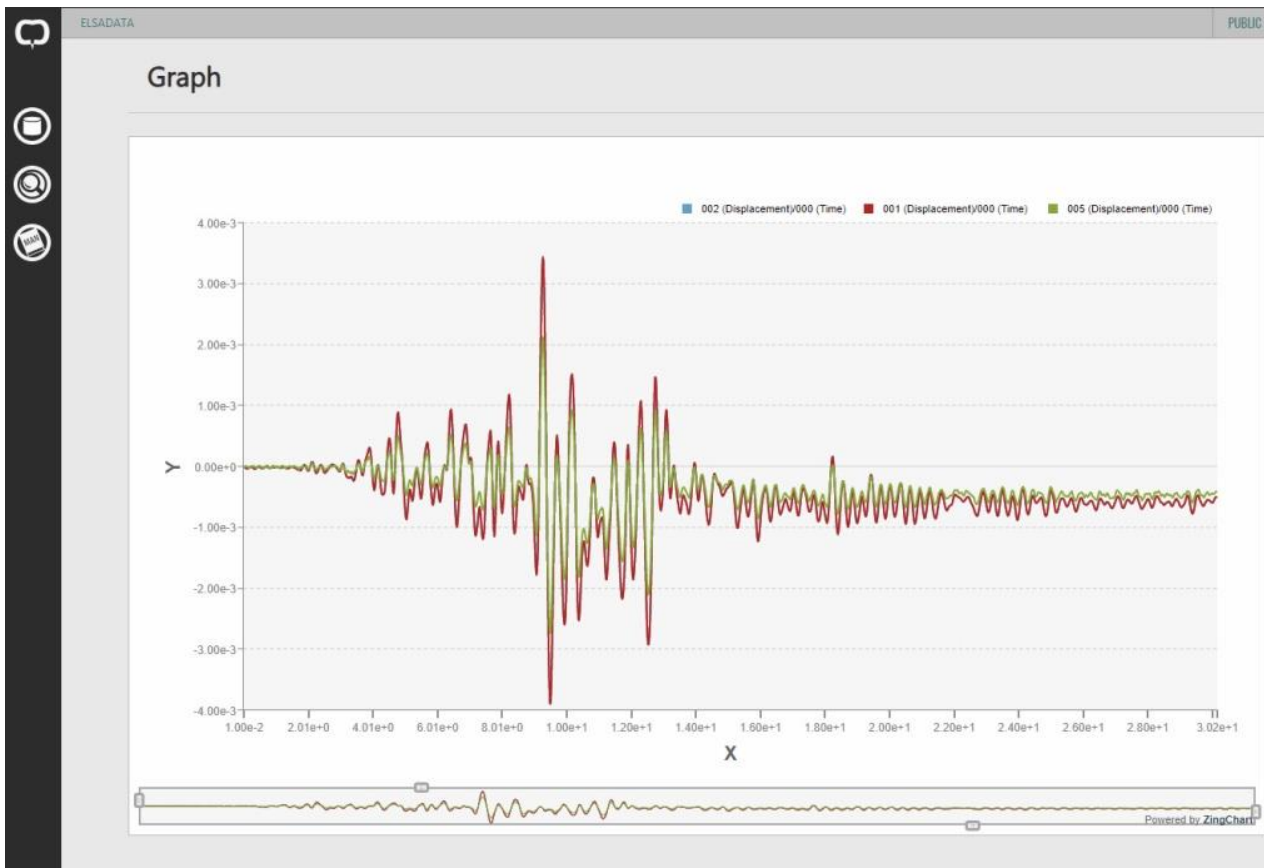 ELSADATA
PUBLIC
Graph
MAN
002 (Displacement)/000 (Time) 001 (Displacement)/000 (Time) 005 (Displacement)/000 (Time)
4.00e-3
3.00e-3
2.00e-3
1.00e-3
0.00e+0
-1.00e-3
-2.00e-3
-3.00e-3
-4.00e-3
Y
1.00e-2 2.01e+0 4.01e+0 6.01e+0 8.01e+0 1.00e+1 1.20e+1 1.40e+1 1.60e+1 1.80e+1 2.00e+1 2.20e+1 2.40e+1 2.60e+1 2.80e+1 3.02e+1
X
Powered by ZingChart